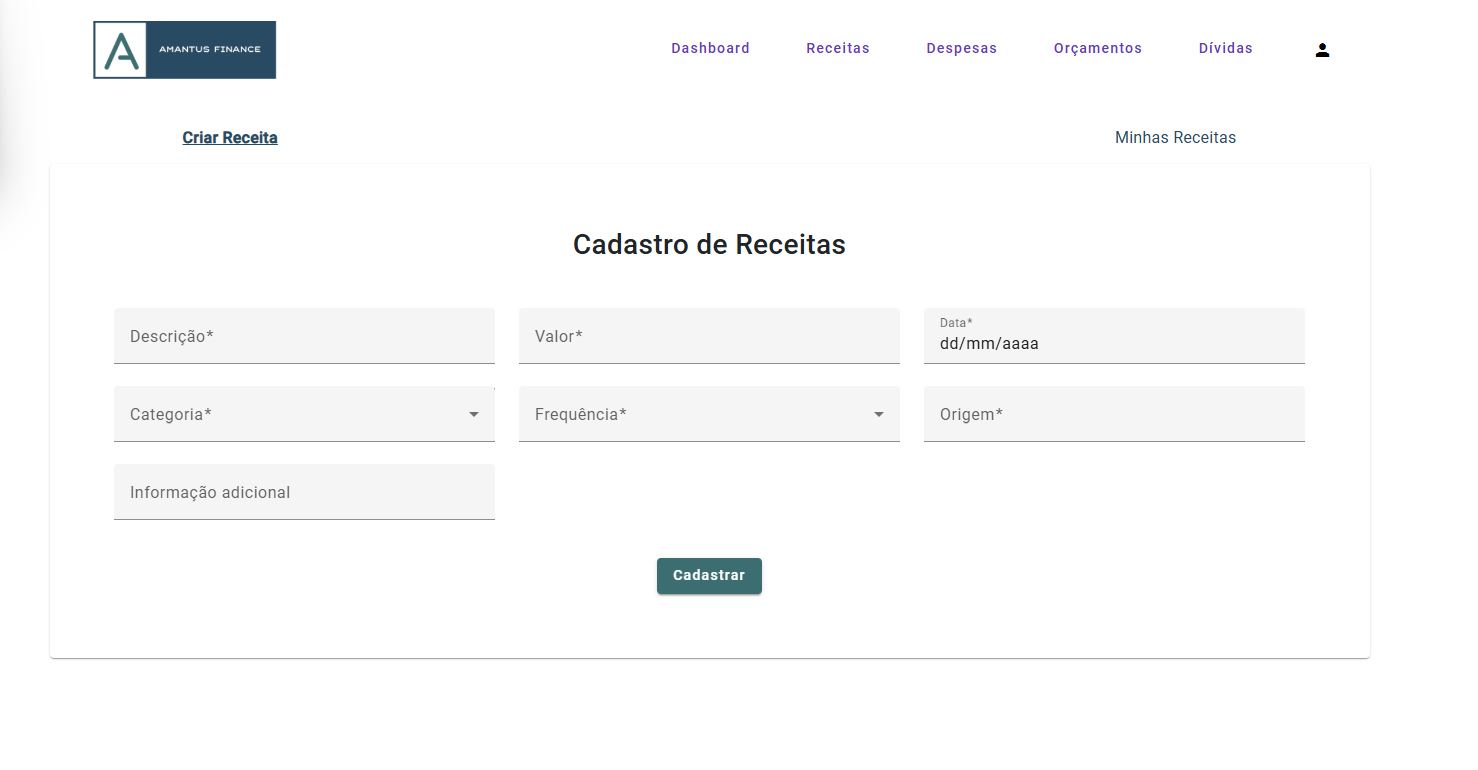 A AMANTUS FINANCE
Dashboard Receitas Despesas Orçamentos Dívidas
Criar Receita Minhas Receitas
Cadastro de Receitas
Descrição* Valor* Data*
dd/mm/aaaa
Categoria* Frequência* Origem*
Informação adicional
Cadastrar